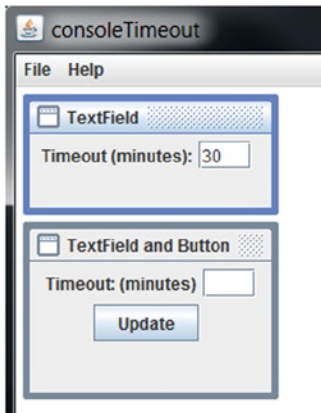 consoleTimeout
File Help
TextField
Timeout (minutes): 30
TextField and Button
Timeout: (minutes)
Update